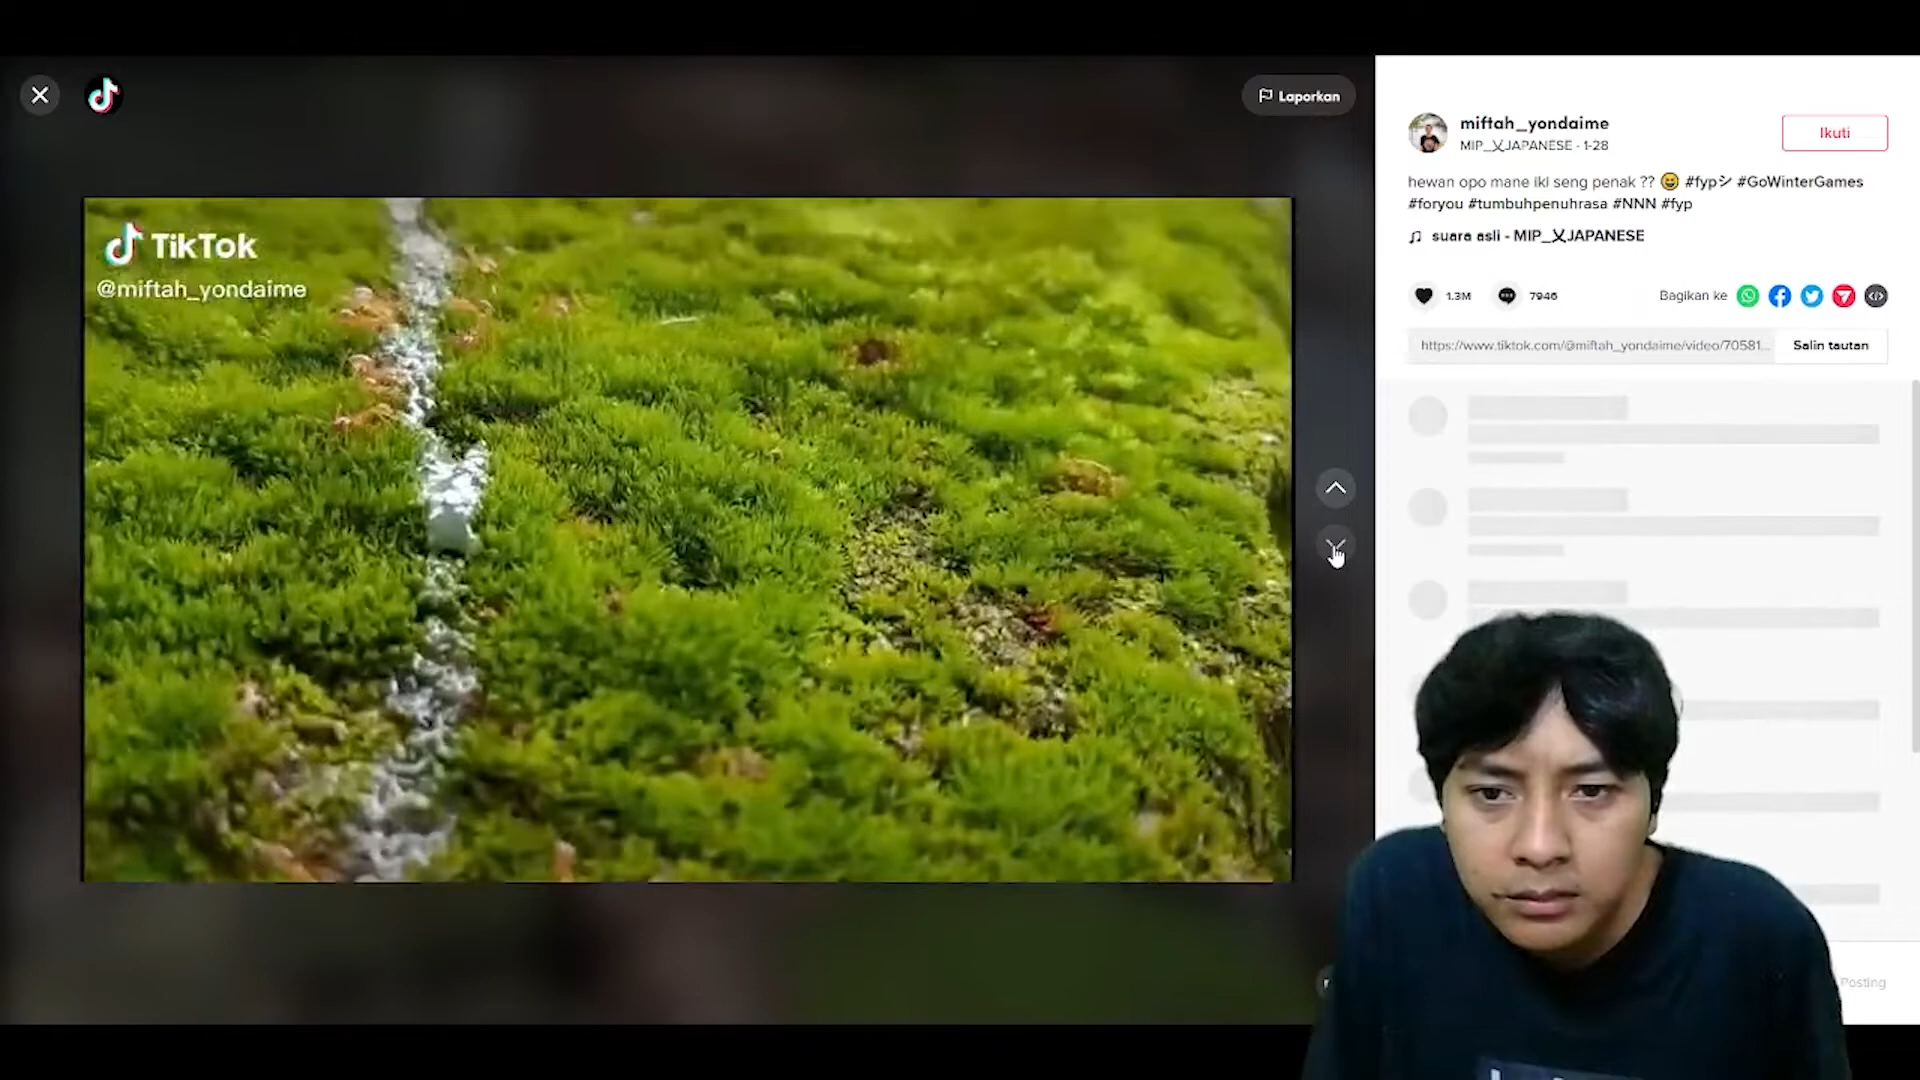 Laporkan
TikTok
@miftah_yondaime
miftah_yondaime
MIP_乂JAPANESE · 1-28
Ikuti
hewan opo mane iki seng penak ?? 😆 #fypシ #GoWinterGames
#foryou #tumbuhpenuhrasa #NNN #fyp
suara asli - MIP_乂JAPANESE
1.3M
7946
Bagikan ke
https://www.tiktok.com/@miftah_yondaime/video/70581...
Salin tautan
Posting